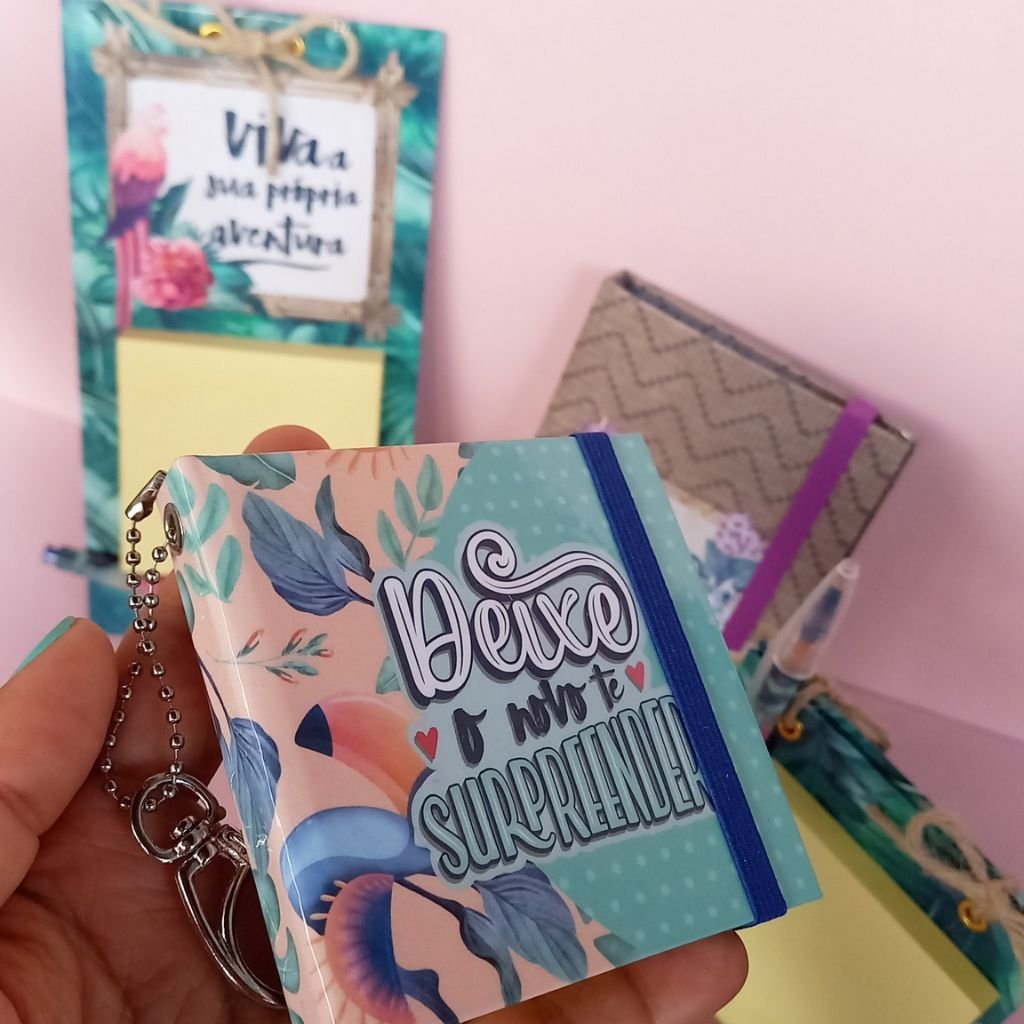 Viva a
sua própria
aventura
Deixe
o novo te
SURPREENDER